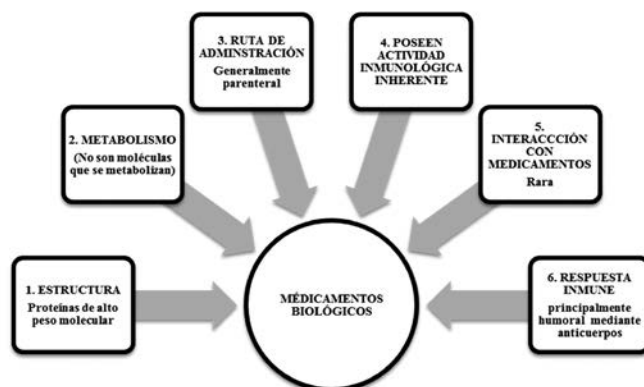 1. ESTRUCTURA
Proteínas de alto
peso molecular
2. METABOLISMO
(No son moléculas
que se metabolizan)
3. RUTA DE
ADMINSTRACIÓN
Generalmente
parenteral
4. POSEEN
ACTIVIDAD
INMUNOLÓGICA
INHERENTE
5.
INTERACCCIÓN
CON
MEDICAMENTOS
Rara
6. RESPUESTA
INMUNE
principalmente
humoral mediante
anticuerpos
MÉDICAMENTOS
BIOLÓGICOS